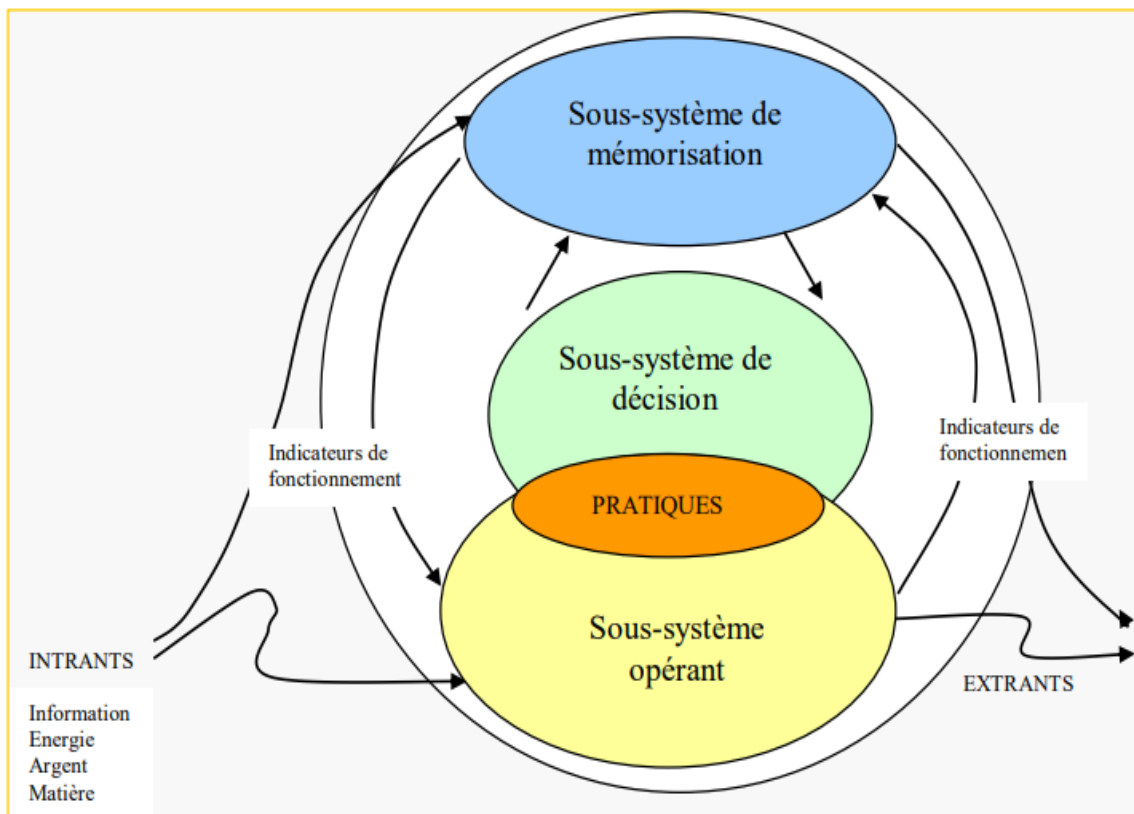 Sous-système de
mémorisation
Sous-système de
décision
Indicateurs de
fonctionnement
Indicateurs de
fonctionnemen
PRATIQUES
Sous-système
opérant
INTRANTS
EXTRANTS
Information
Energie
Argent
Matière